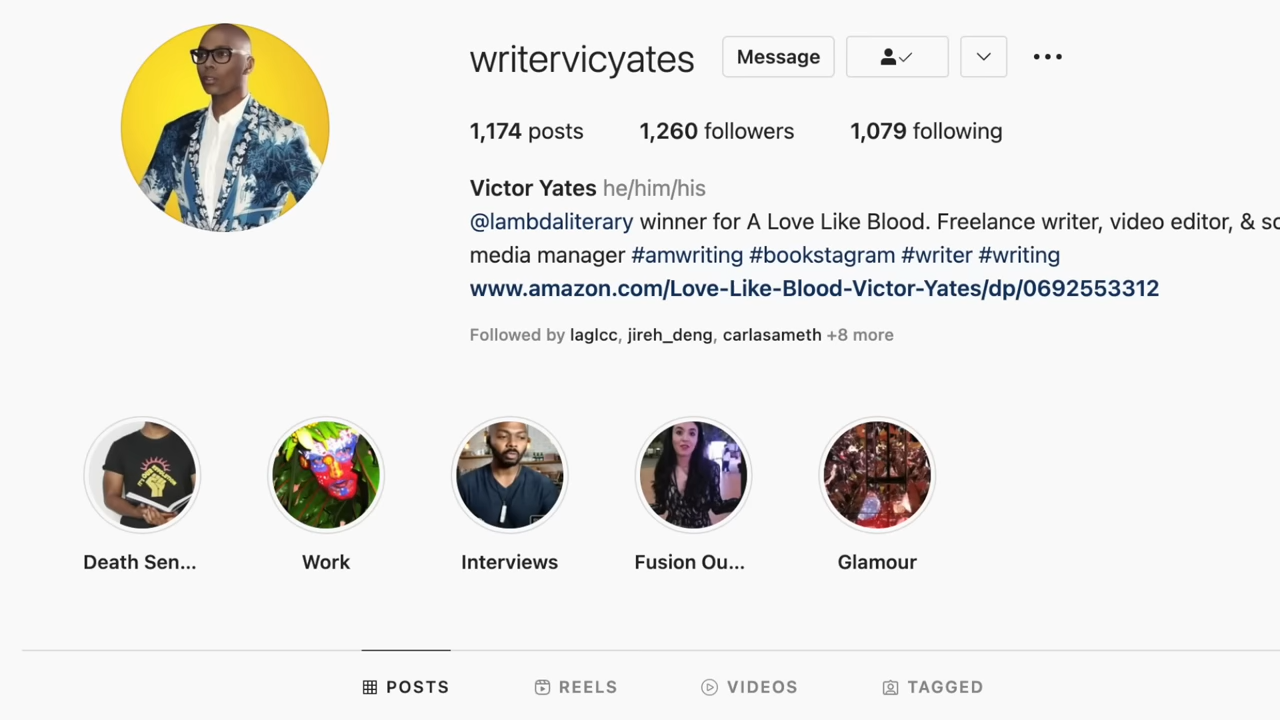 writervicyates Message
1,174 posts 1,260 followers 1,079 following
Victor Yates he/him/his
@lambdaliterary winner for A Love Like Blood. Freelance writer, video editor, & so
media manager #amwriting #bookstagram #writer #writing
www.amazon.com/Love-Like-Blood-Victor-Yates/dp/0692553312
Followed by laglcc, jireh_deng, carlasameth +8 more
Death Sen... Work Interviews Fusion Ou... Glamour
POSTS REELS VIDEOS TAGGED